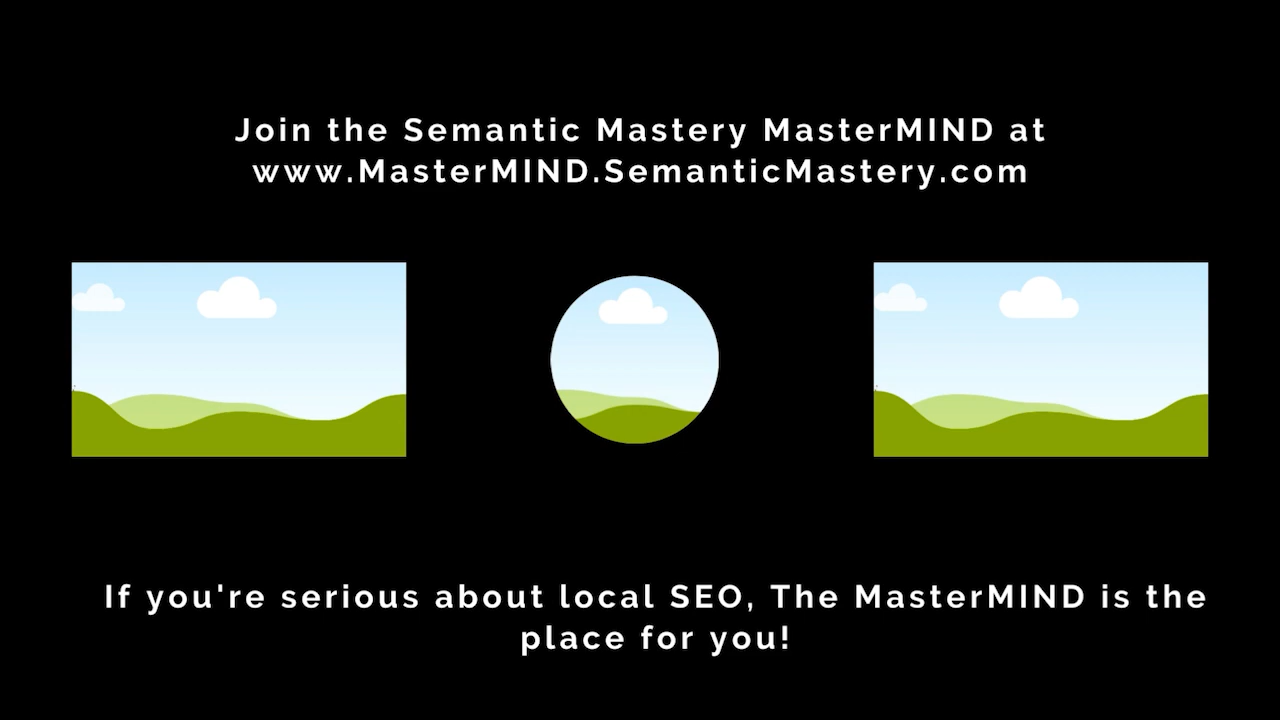 Join the Semantic Mastery MasterMIND at
www.MasterMIND.SemanticMastery.com
If you're serious about local SEO, The MasterMIND is the
place for you!